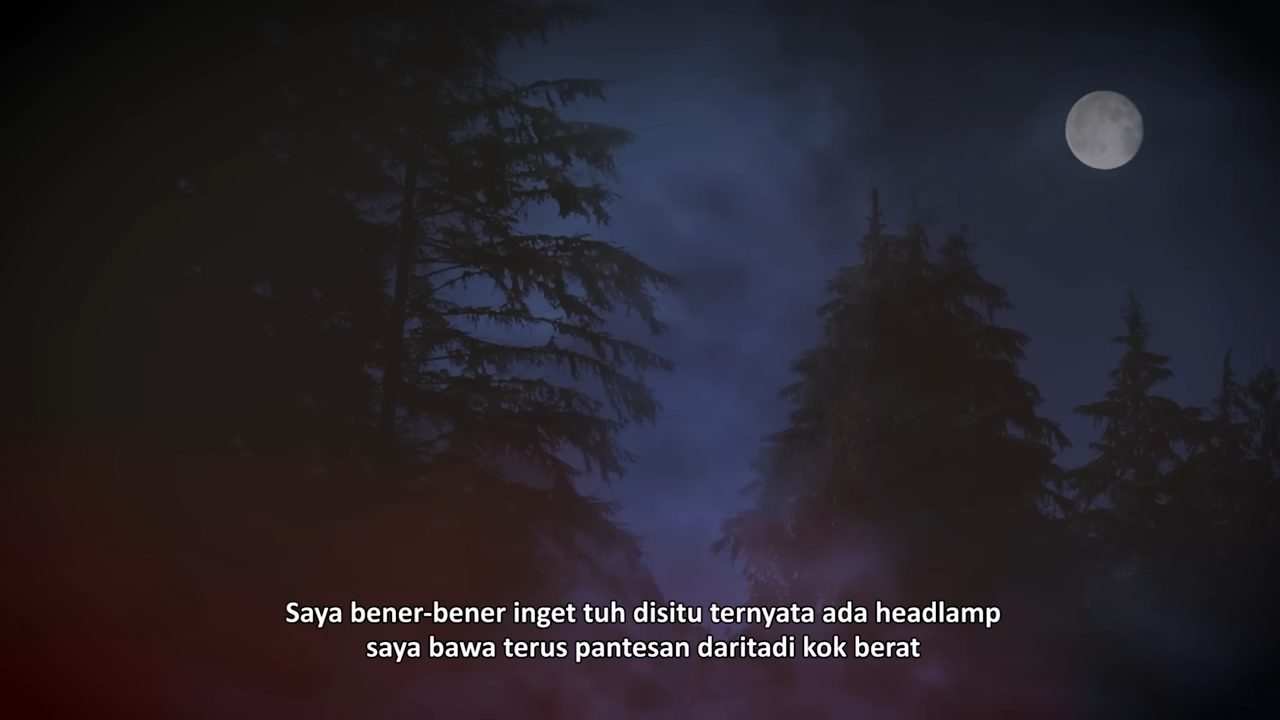 Saya bener-bener inget tuh disitu ternyata ada headlamp
saya bawa terus pantesan daritadi kok berat